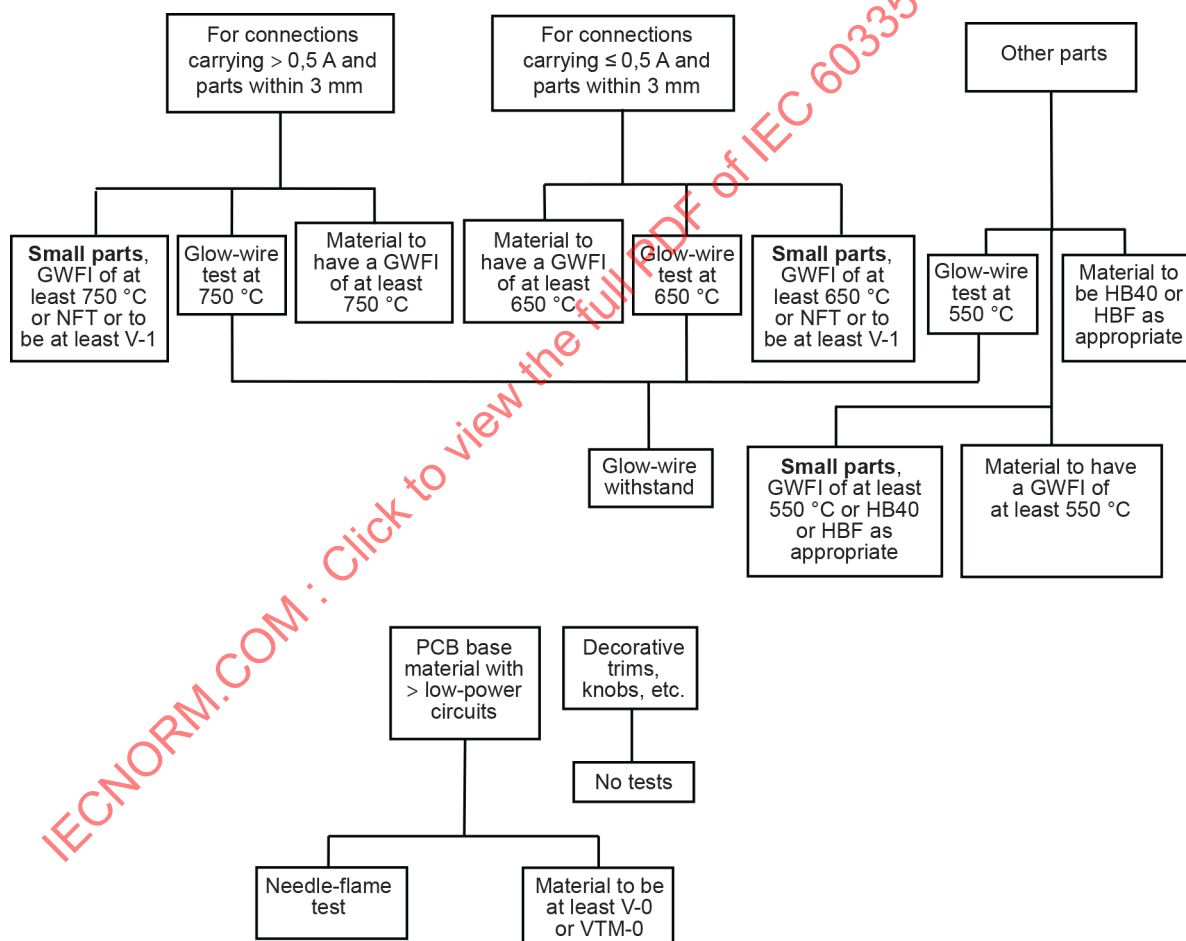 For connections
carrying > 0,5 A and
parts within 3 mm
For connections
carrying ≤ 0,5 A and
parts within 3 mm
Other parts
Small parts,
GWFI of at
least 750 °C
or NFT or to
be at least V-1
Glow-wire
test at
750 °C
Material to
have a GWFI
of at least
750 °C
Material to
have a GWFI
of at least
650 °C
Glow-wire
test at
650 °C
Small parts,
GWFI of at
least 650 °C
or NFT or to
be at least V-1
Glow-wire
test at
550 °C
Material to
be HB40 or
HBF as
appropriate
Glow-wire
withstand
Small parts,
GWFI of at least
550 °C or HB40
or HBF as
appropriate
Material to have
a GWFI of
at least 550 °C
PCB base
material with
> low-power
circuits
Decorative
trims,
knobs, etc.
No tests
Needle-flame
test
Material to be
at least V-0
or VTM-0
IECNORM.COM : Click to view the full PDF of IEC 60335